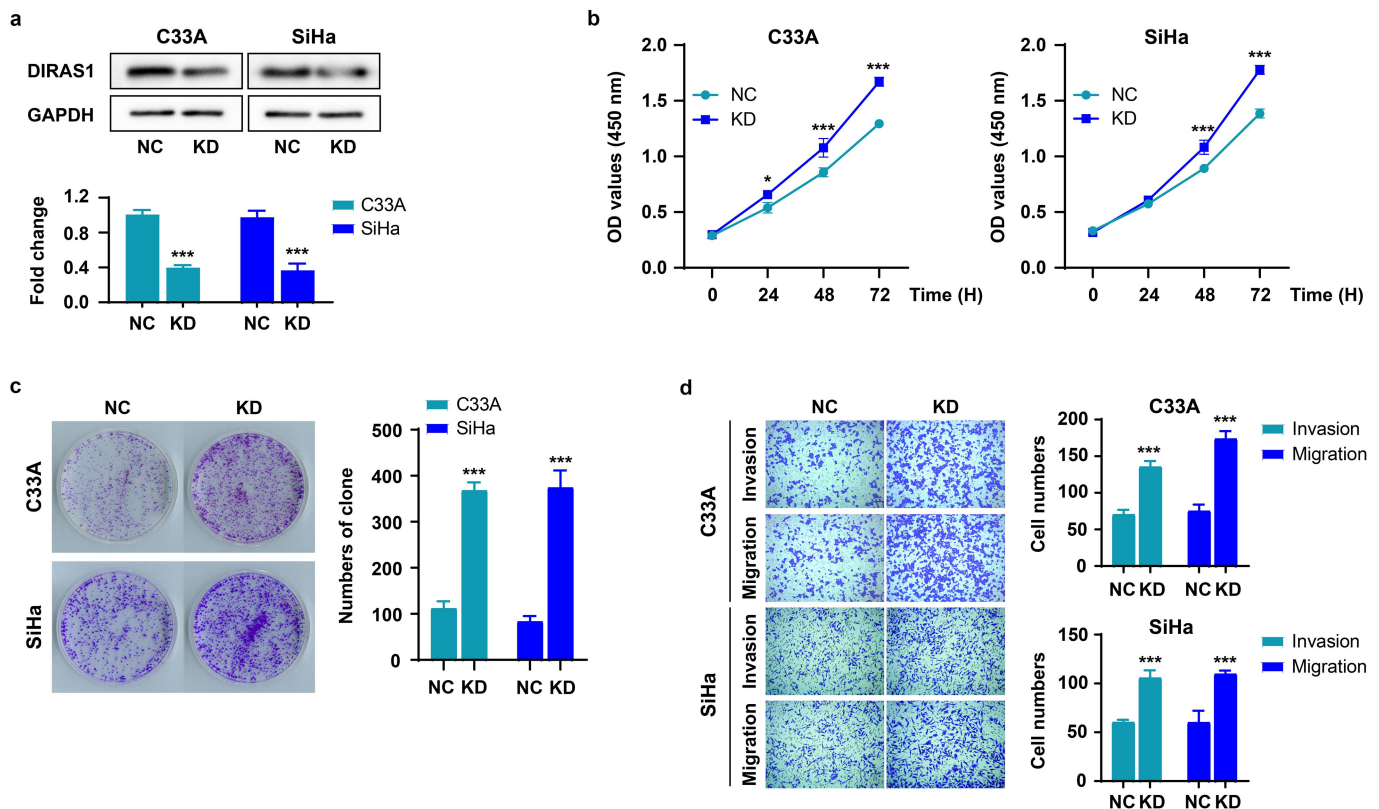 a
C33A SiHa
DIRAS1
GAPDH
NC KD NC KD
Fold change
1.2
0.8
0.4
0.0
*** ***
NC KD NC KD
C33A
SiHa
b
C33A
OD values (450 nm)
2.0
1.5
1.0
0.5
0.0
NC
KD
* *** ***
0 24 48 72 Time (H)
SiHa
OD values (450 nm)
2.0
1.5
1.0
0.5
0.0
NC
KD
*** ***
0 24 48 72 Time (H)
c
NC KD
C33A
SiHa
C33A
SiHa
Numbers of clone
500
400
300
200
100
0
*** ***
NC KD NC KD
d
NC KD
C33A
Invasion
Migration
SiHa
Invasion
Migration
C33A
Cell numbers
200
150
100
50
0
*** ***
NC KD NC KD
Invasion
Migration
SiHa
Cell numbers
150
100
50
0
*** ***
NC KD NC KD
Invasion
Migration